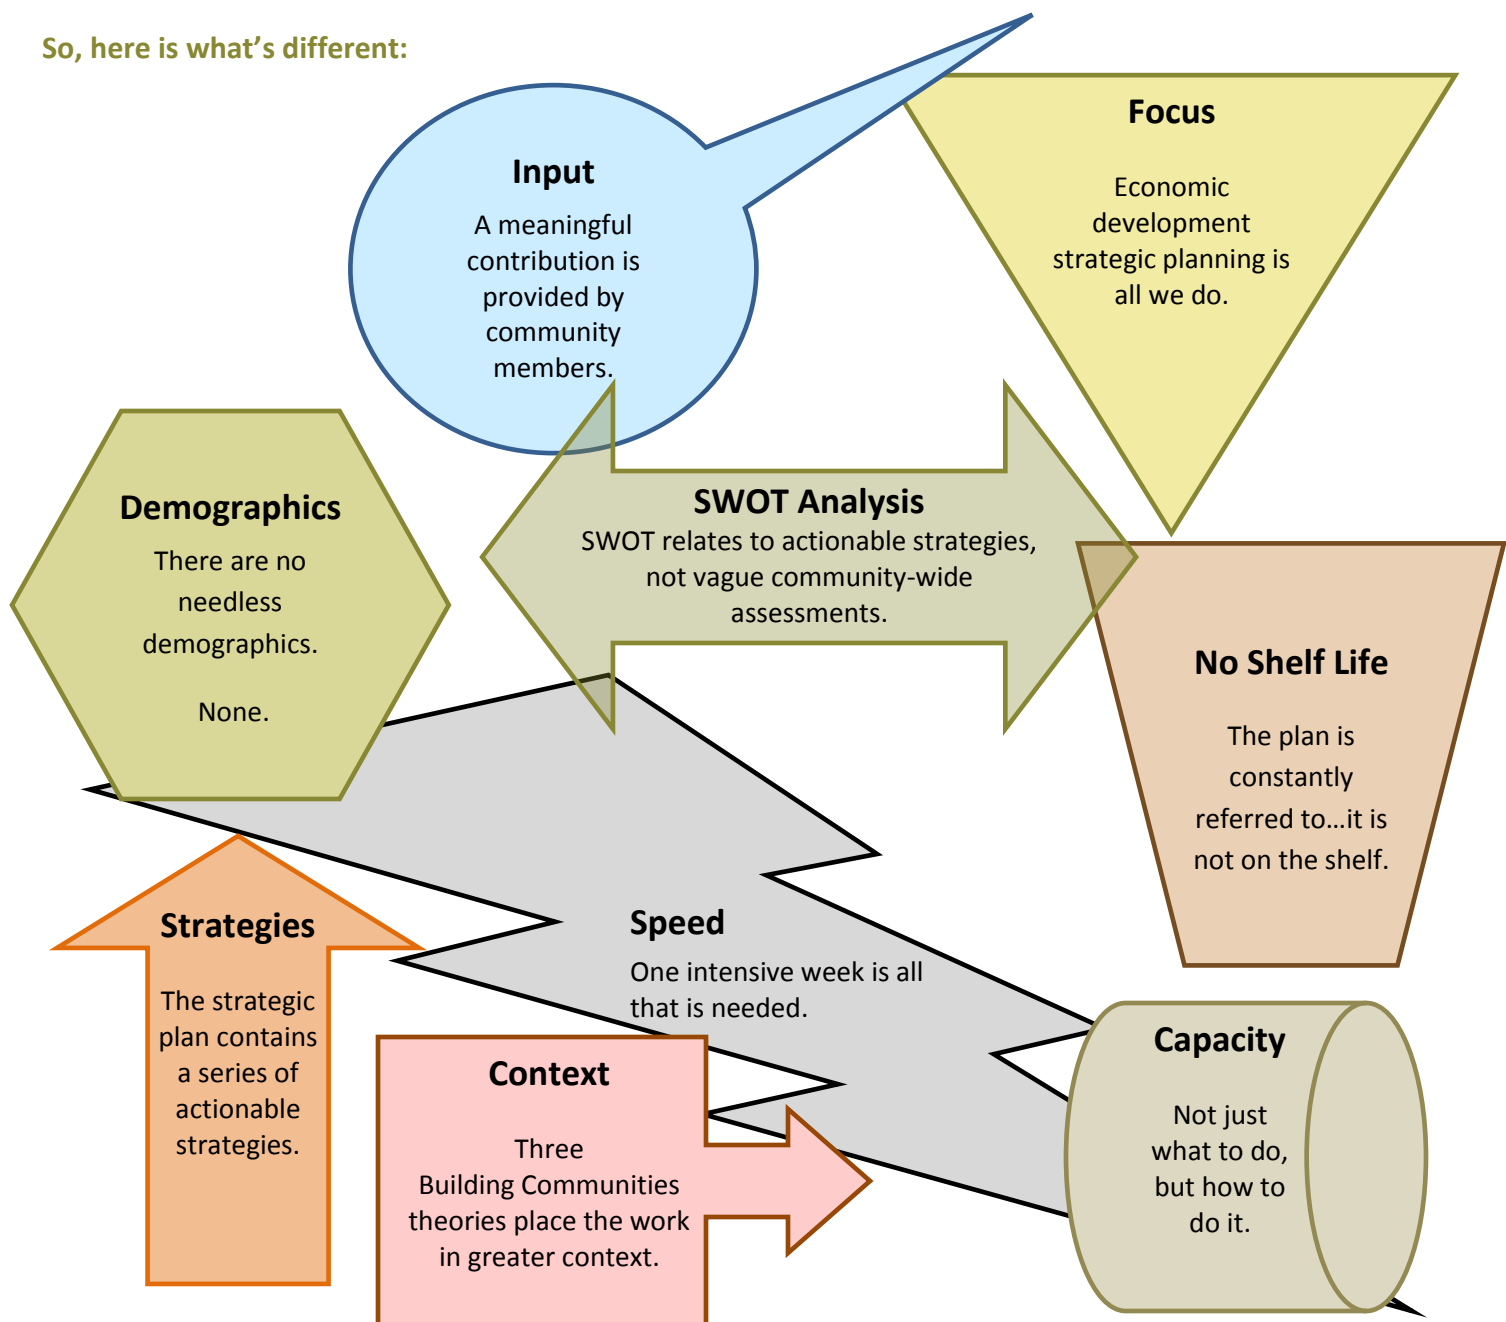 So, here is what’s different:
Input
A meaningful
contribution is
provided by
community
members.
Focus
Economic
development
strategic planning is
all we do.
Demographics
There are no
needless
demographics.
None.
SWOT Analysis
SWOT relates to actionable strategies,
not vague community-wide
assessments.
No Shelf Life
The plan is
constantly
referred to…it is
not on the shelf.
Strategies
The strategic
plan contains
a series of
actionable
strategies.
Speed
One intensive week is all
that is needed.
Context
Three
Building Communities
theories place the work
in greater context.
Capacity
Not just
what to do,
but how to
do it.